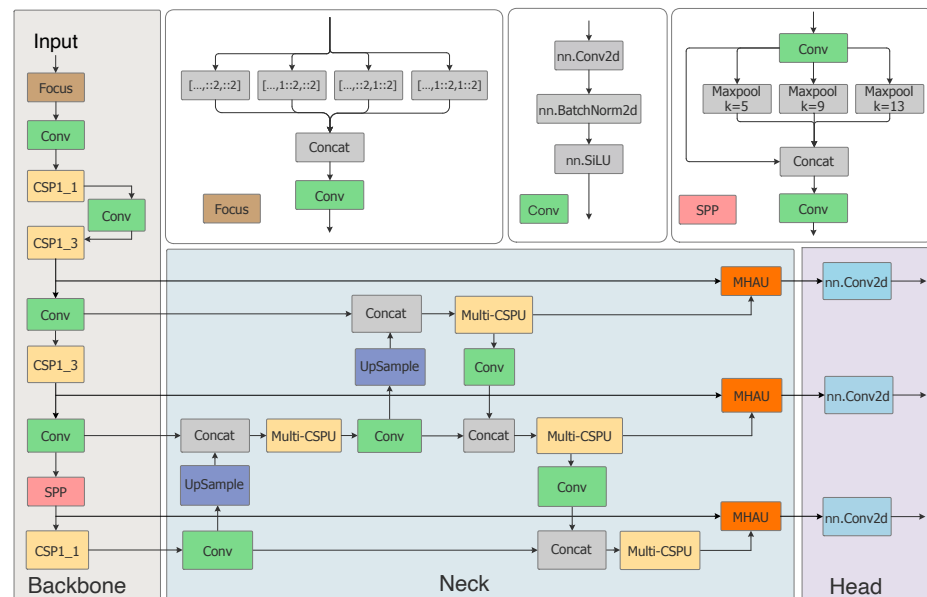 Input
Focus
Conv
CSP1_1
Conv
CSP1_3
Conv
CSP1_3
Conv
SPP
CSP1_1
Backbone
[...,::2,::2]
[...,1::2,::2]
[...,::2,1::2]
[...,1::2,1::2]
Concat
Conv
Focus
nn.Conv2d
nn.BatchNorm2d
nn.SiLU
Conv
Conv
Maxpool
k=5
Maxpool
k=9
Maxpool
k=13
Concat
Conv
SPP
MHAU
Concat
Multi-CSPU
UpSample
Conv
MHAU
Concat
Multi-CSPU
Conv
Concat
Multi-CSPU
UpSample
Conv
MHAU
Conv
Concat
Multi-CSPU
Neck
nn.Conv2d
nn.Conv2d
nn.Conv2d
Head